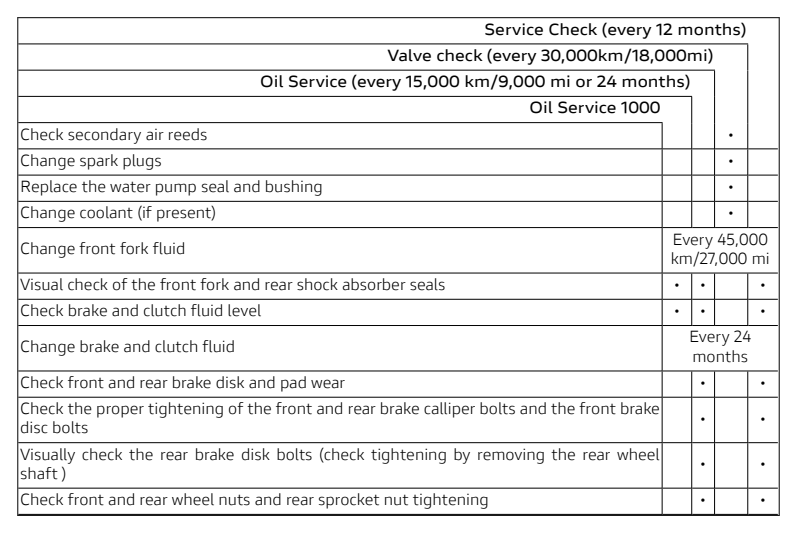 Service Check (every 12 months)
Valve check (every 30,000km/18,000mi)
Oil Service (every 15,000 km/9,000 mi or 24 months)
Oil Service 1000
Check secondary air reeds •
Change spark plugs •
Replace the water pump seal and bushing •
Change coolant (if present) •
Change front fork fluid
Every 45,000
km/27,000 mi
Visual check of the front fork and rear shock absorber seals • • •
Check brake and clutch fluid level • • •
Change brake and clutch fluid
Every 24
months
Check front and rear brake disk and pad wear • •
Check the proper tightening of the front and rear brake calliper bolts and the front brake
disc bolts • •
Visually check the rear brake disk bolts (check tightening by removing the rear wheel
shaft ) • •
Check front and rear wheel nuts and rear sprocket nut tightening • •